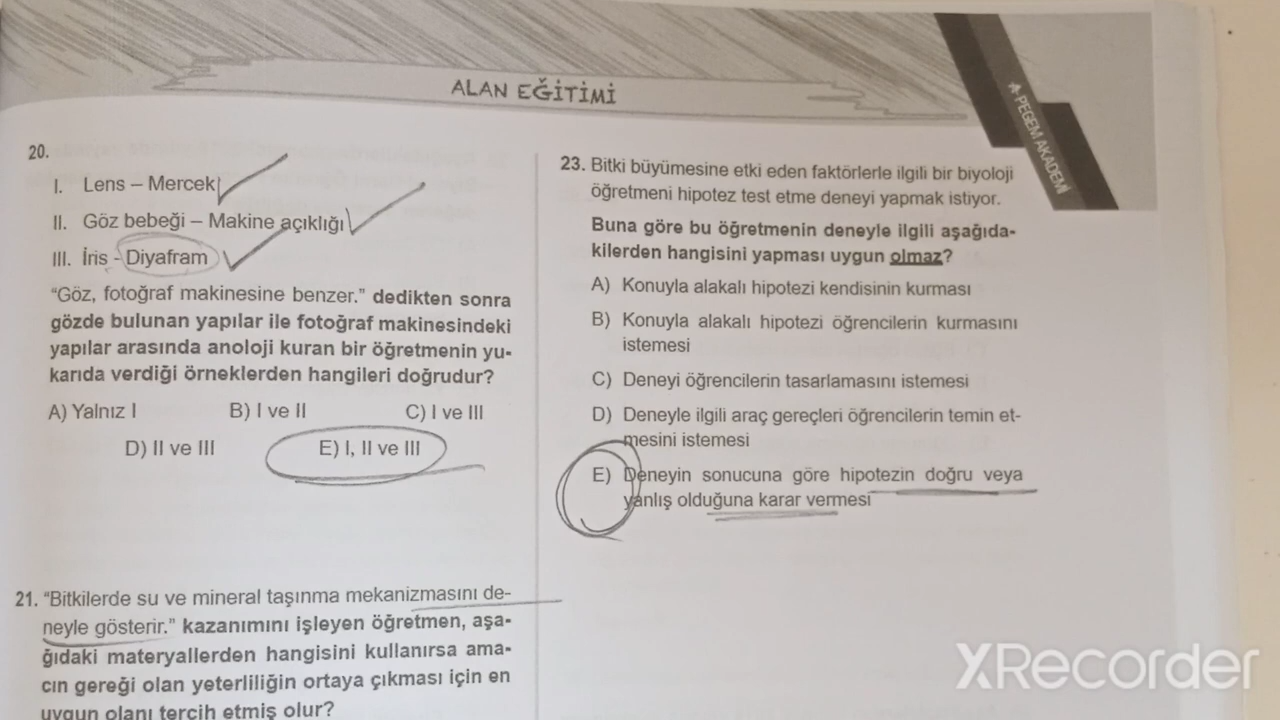 ALAN EĞİTİMİ
PEGEM AKADEMİ
20.
I. Lens – Mercek
II. Göz bebeği – Makine açıklığı
III. İris - Diyafram
“Göz, fotoğraf makinesine benzer.” dedikten sonra
gözde bulunan yapılar ile fotoğraf makinesindeki
yapılar arasında anoloji kuran bir öğretmenin yu-
karıda verdiği örneklerden hangileri doğrudur?
A) Yalnız I B) I ve II C) I ve III
D) II ve III E) I, II ve III
21. “Bitkilerde su ve mineral taşınma mekanizmasını de-
neyle gösterir.” kazanımını işleyen öğretmen, aşa-
ğıdaki materyallerden hangisini kullanırsa ama-
cın gereği olan yeterliliğin ortaya çıkması için en
uygun olanı tercih etmiş olur?
23. Bitki büyümesine etki eden faktörlerle ilgili bir biyoloji
öğretmeni hipotez test etme deneyi yapmak istiyor.
Buna göre bu öğretmenin deneyle ilgili aşağıda-
kilerden hangisini yapması uygun olmaz?
A) Konuyla alakalı hipotezi kendisinin kurması
B) Konuyla alakalı hipotezi öğrencilerin kurmasını
istemesi
C) Deneyi öğrencilerin tasarlamasını istemesi
D) Deneyle ilgili araç gereçleri öğrencilerin temin et-
mesini istemesi
E) Deneyin sonucuna göre hipotezin doğru veya
yanlış olduğuna karar vermesi
XRecorder